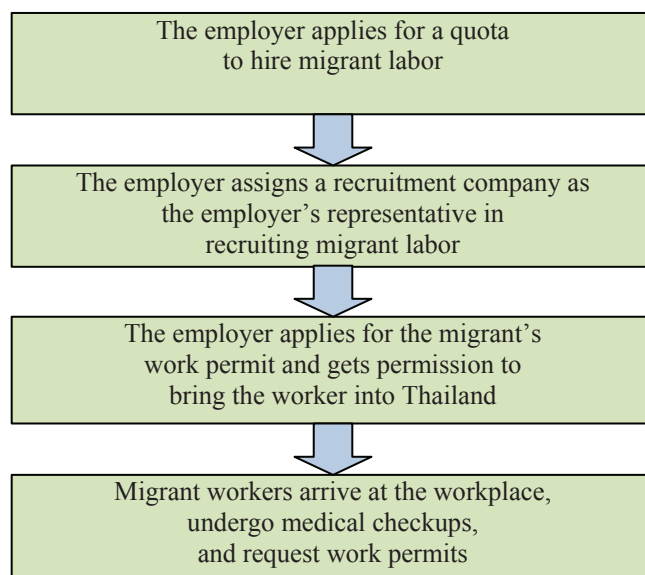 The employer applies for a quota
to hire migrant labor
The employer assigns a recruitment company as
the employer’s representative in
recruiting migrant labor
The employer applies for the migrant’s
work permit and gets permission to
bring the worker into Thailand
Migrant workers arrive at the workplace,
undergo medical checkups,
and request work permits